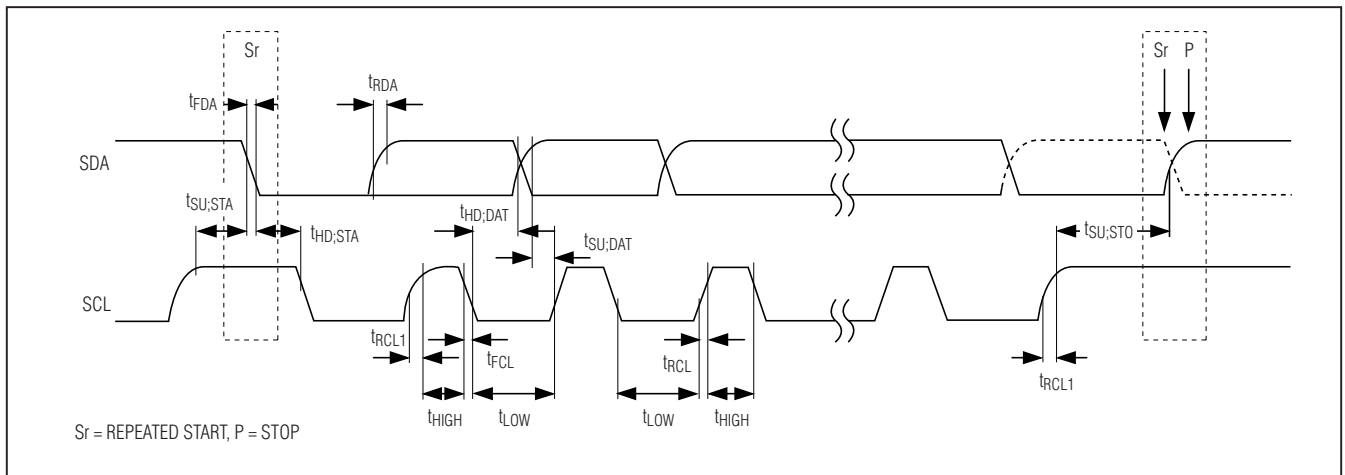 Sr
Sr P
tFDA
tRDA
SDA
tSU;STA
tHD;STA
tHD;DAT
tSU;DAT
tSU;STO
SCL
tRCL1
tFCL
tRCL
tRCL1
tHIGH
tLOW
tLOW
tHIGH
Sr = REPEATED START, P = STOP